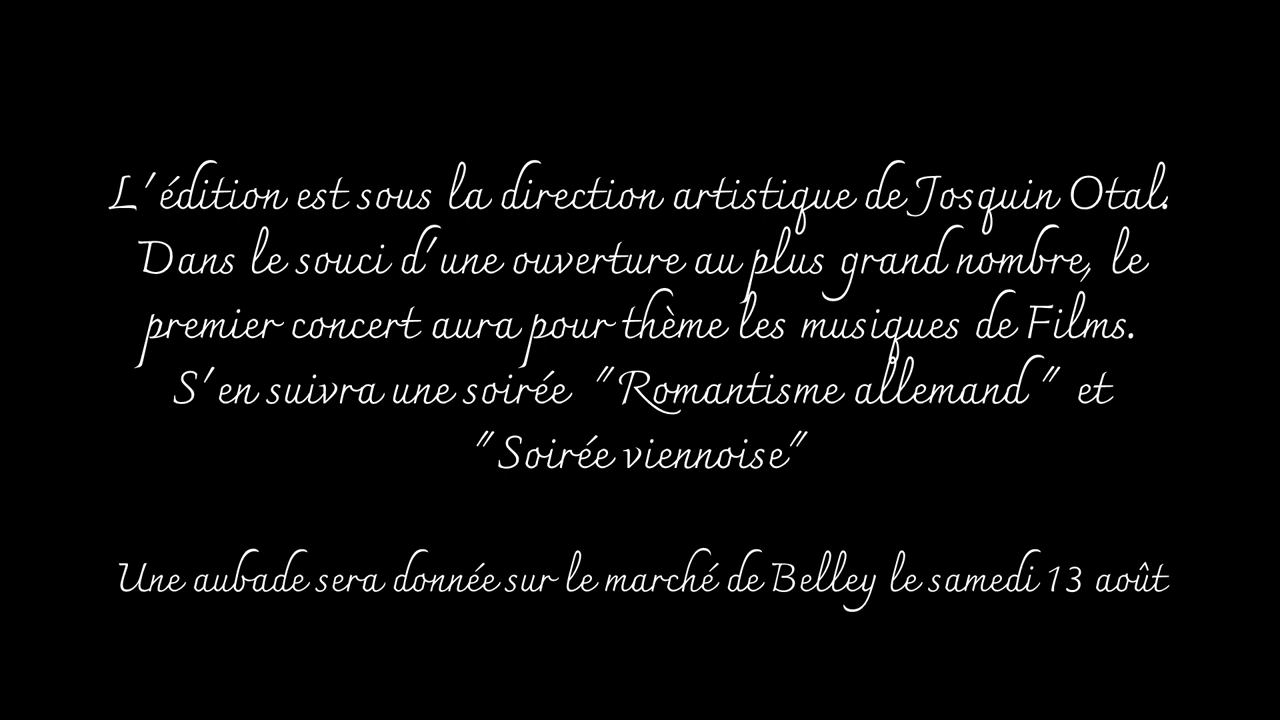 L'édition est sous la direction artistique de Josquin Otal.
Dans le souci d'une ouverture au plus grand nombre, le
premier concert aura pour thème les musiques de Films.
S'en suivra une soirée "Romantisme allemand" et
"Soirée viennoise"
Une aubade sera donnée sur le marché de Belley le samedi 13 août